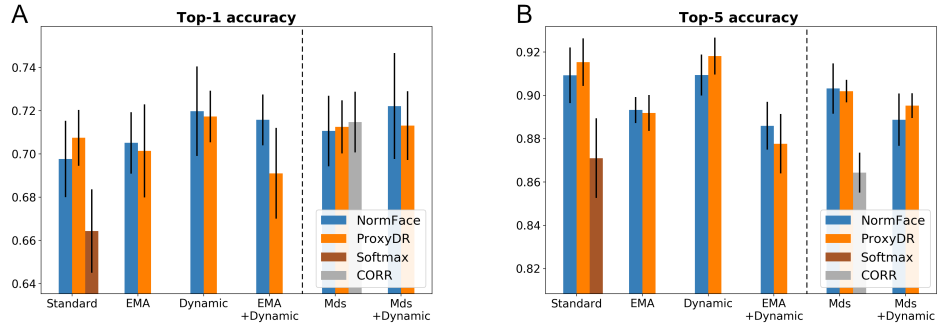 A
Top-1 accuracy
0.74
0.72
0.70
0.68
0.66
0.64
NormFace
ProxyDR
Softmax
CORR
Standard
EMA
Dynamic
EMA
+Dynamic
Mds
Mds
+Dynamic
B
Top-5 accuracy
0.92
0.90
0.88
0.86
0.84
0.82
NormFace
ProxyDR
Softmax
CORR
Standard
EMA
Dynamic
EMA
+Dynamic
Mds
Mds
+Dynamic